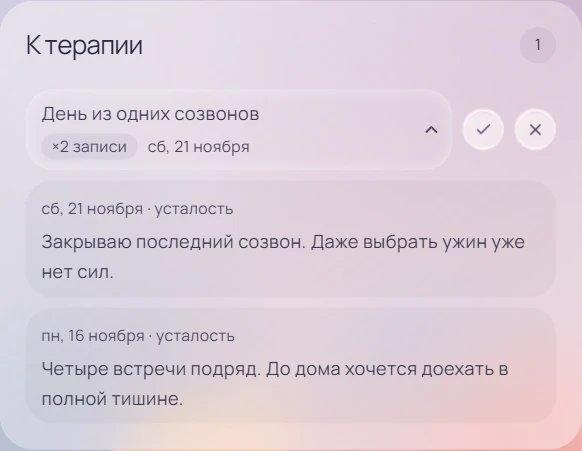 К терапии
1
День из одних созвонов
×2 записи сб, 21 ноября
сб, 21 ноября · усталость
Закрываю последний созвон. Даже выбрать ужин уже
нет сил.
пн, 16 ноября · усталость
Четыре встречи подряд. До дома хочется доехать в
полной тишине.